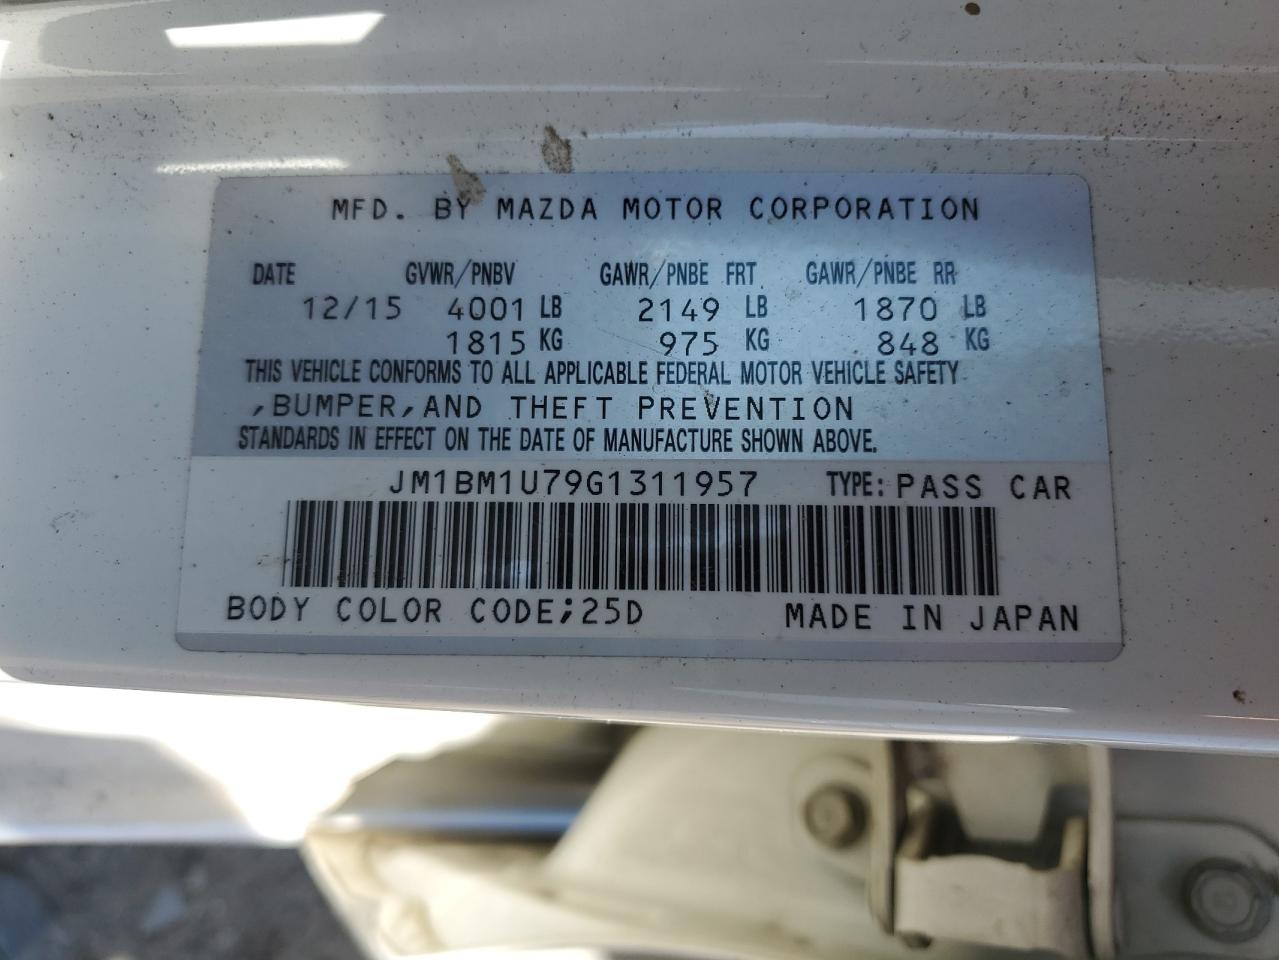 MFD. BY MAZDA MOTOR CORPORATION
DATE GVWR/PNBV GAWR/PNBE FRT GAWR/PNBE RR
12/15 4001 LB 2149 LB 1870 LB
1815 KG 975 KG 848 KG
THIS VEHICLE CONFORMS TO ALL APPLICABLE FEDERAL MOTOR VEHICLE SAFETY
,BUMPER,AND THEFT PREVENTION
STANDARDS IN EFFECT ON THE DATE OF MANUFACTURE SHOWN ABOVE.
JM1BM1U79G1311957 TYPE: PASS CAR
BODY COLOR CODE;25D MADE IN JAPAN